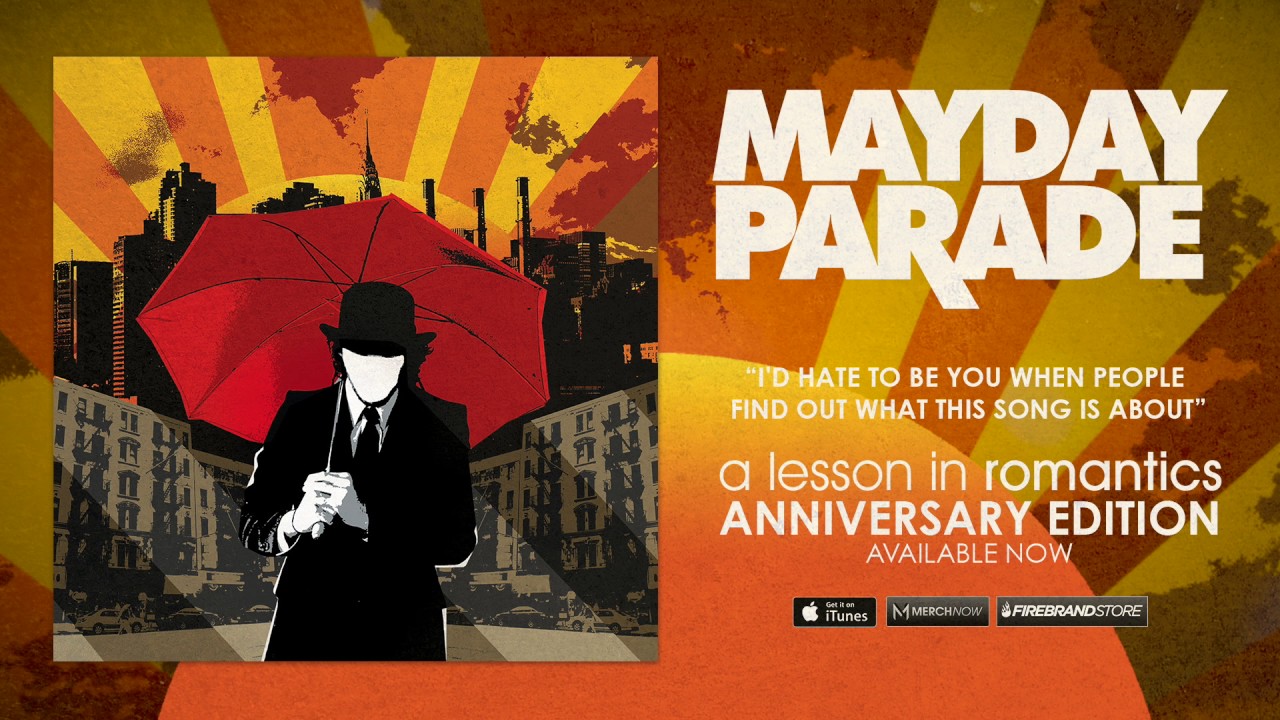 MAYDAY
PARADE
“I'D HATE TO BE YOU WHEN PEOPLE
FIND OUT WHAT THIS SONG IS ABOUT”
a lesson in romantics
ANNIVERSARY EDITION
AVAILABLE NOW
Get it on
iTunes
MERCHNOW
FIREBRANDSTORE